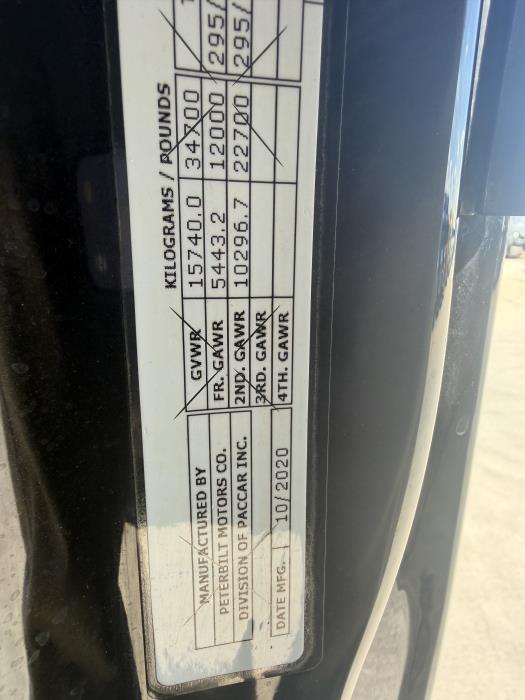 KILOGRAMS / POUNDS
MANUFACTURED BY
PETERBILT MOTORS CO.
DIVISION OF PACCAR INC.
DATE MFG. 10/2020
GVWR 15740.0 34700
FR. GAWR 5443.2 12000 295/
2ND. GAWR 10296.7 22700 295/
3RD. GAWR
4TH. GAWR